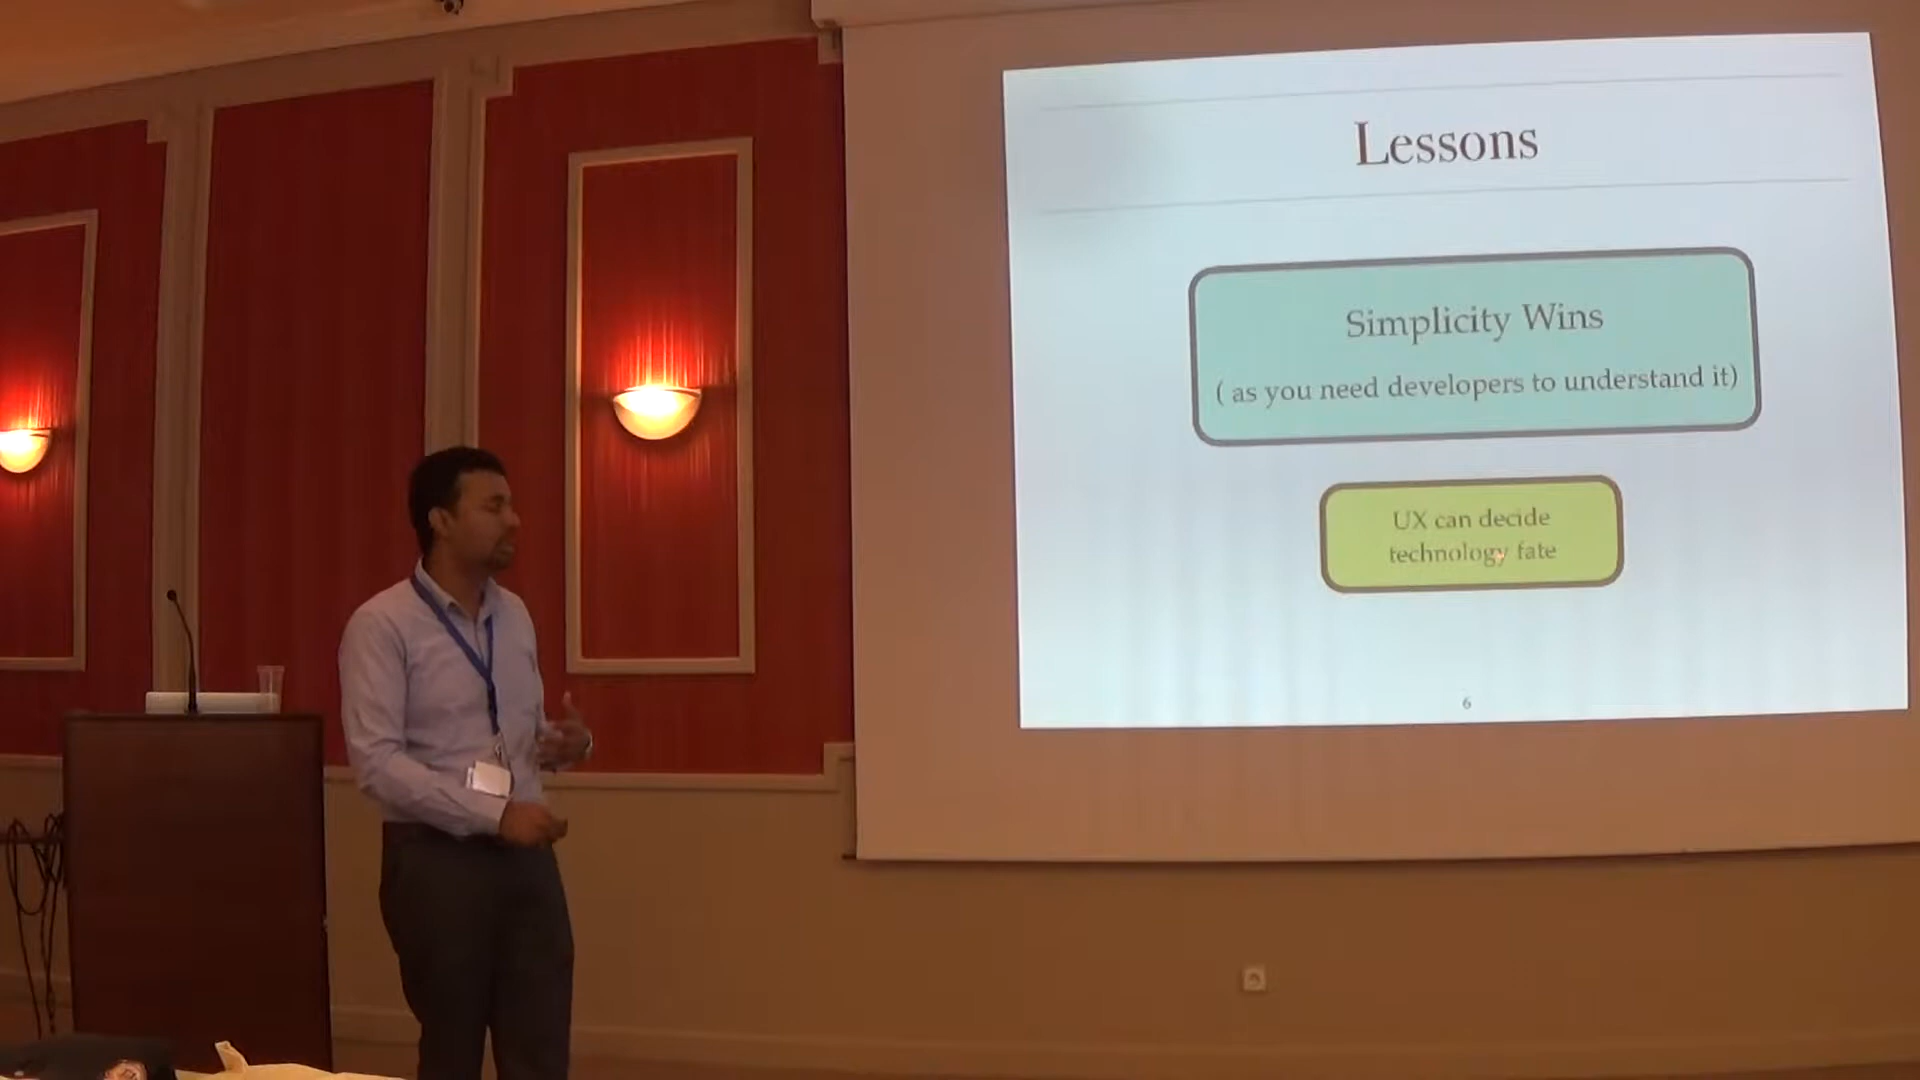 Lessons
Simplicity Wins
( as you need developers to understand it)
UX can decide
technology fate
6